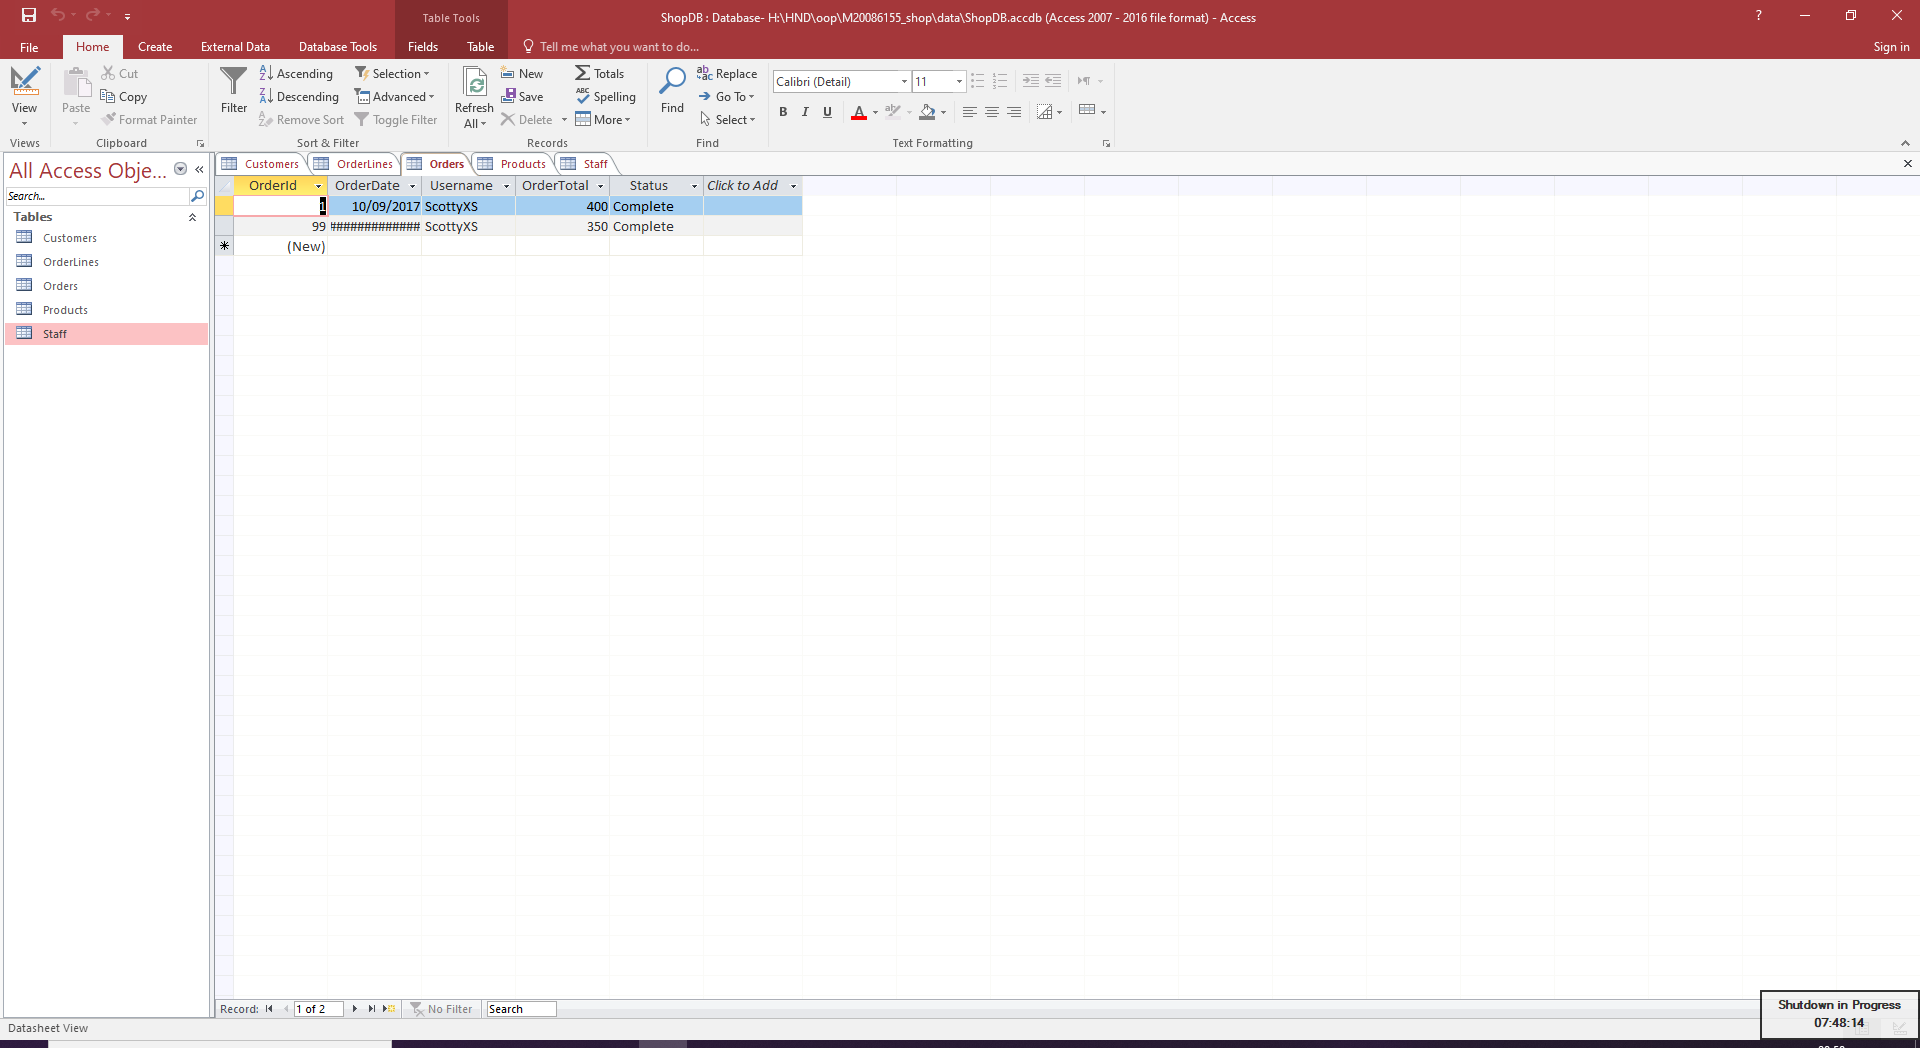 Table Tools
ShopDB : Database- H:\HND\oop\M20086155_shop\data\ShopDB.accdb (Access 2007 - 2016 file format) - Access
?
File Home Create External Data Database Tools Fields Table Tell me what you want to do... Sign in
View
Paste
Cut
Copy
Format Painter
Filter
Ascending
Descending
Remove Sort
Selection
Advanced
Toggle Filter
Refresh All
New
Save
Delete
Totals
Spelling
More
Find
Replace
Go To
Select
Calibri (Detail) 11
B I U A
Views Clipboard Sort & Filter Records Find Text Formatting
All Access Obje...
Search...
Tables
Customers
OrderLines
Orders
Products
Staff
Customers OrderLines Orders Products Staff
OrderId OrderDate Username OrderTotal Status Click to Add
1 10/09/2017 ScottyXS 400 Complete
99 ############# ScottyXS 350 Complete
(New)
Record: 1 of 2 No Filter Search
Datasheet View
Shutdown in Progress
07:48:14